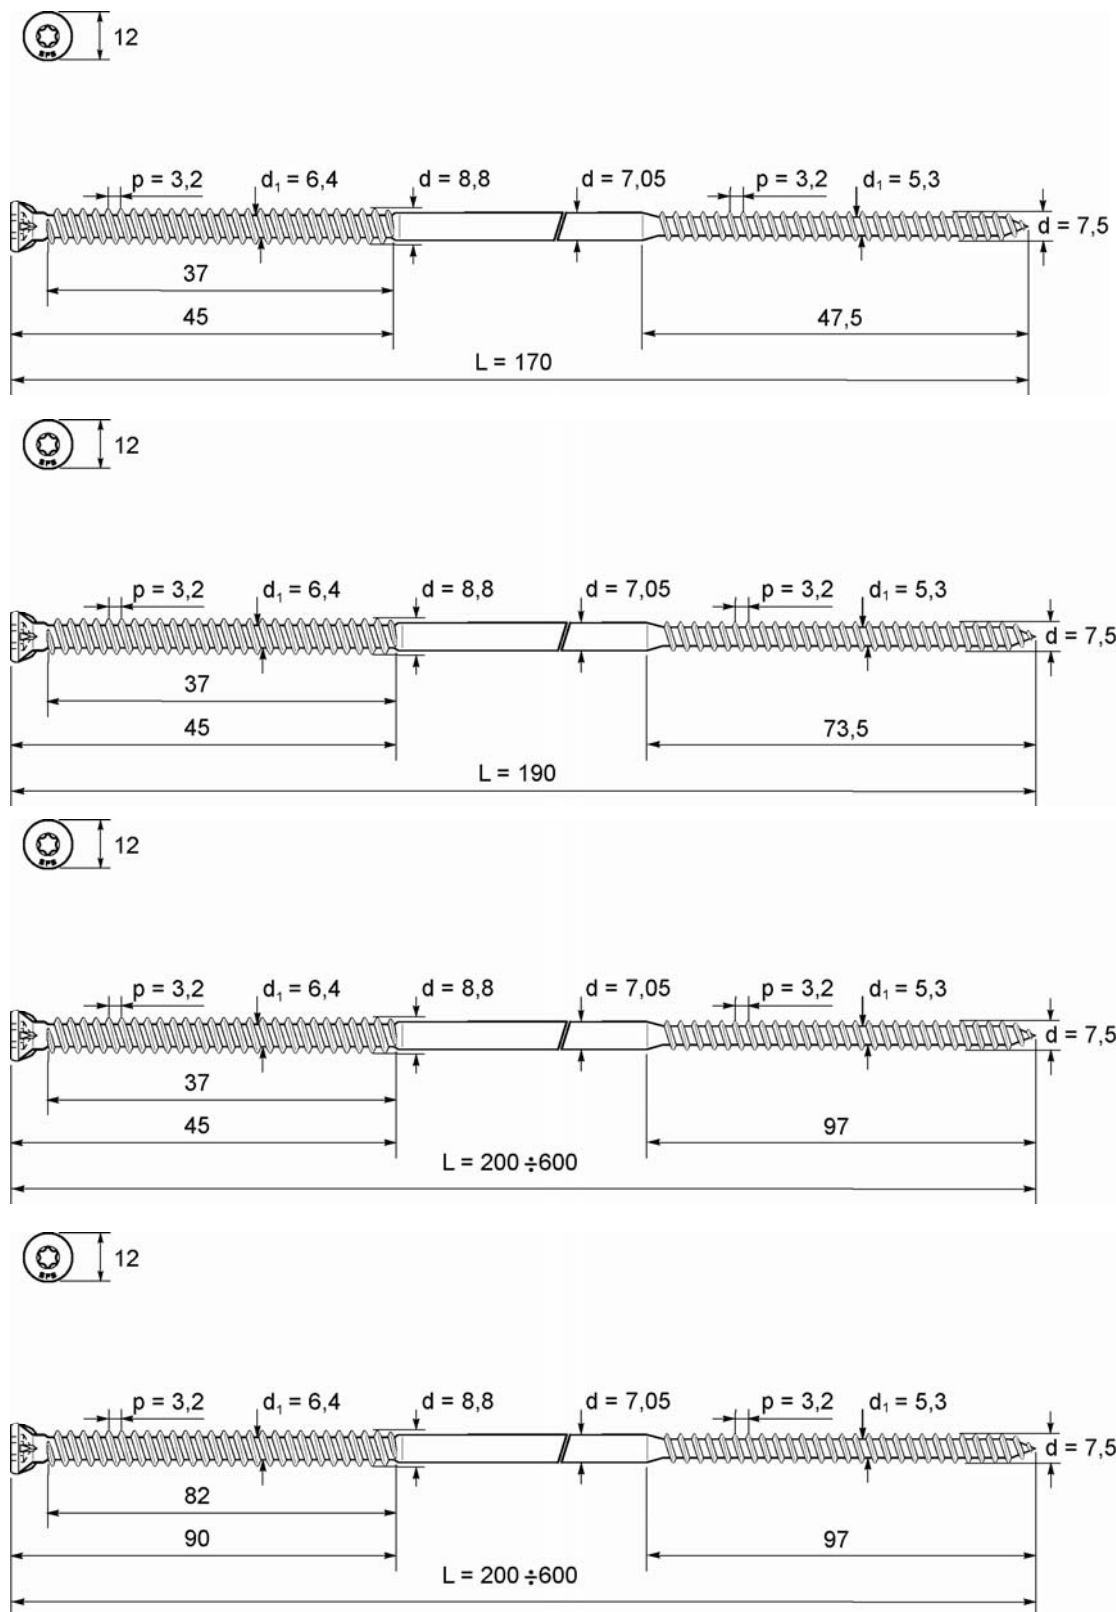 12
SFS
p = 3,2 d₁ = 6,4 d = 8,8 d = 7,05 p = 3,2 d₁ = 5,3
d = 7,5
37
45 47,5
L = 170
12
SFS
p = 3,2 d₁ = 6,4 d = 8,8 d = 7,05 p = 3,2 d₁ = 5,3
d = 7,5
37
45 73,5
L = 190
12
SFS
p = 3,2 d₁ = 6,4 d = 8,8 d = 7,05 p = 3,2 d₁ = 5,3
d = 7,5
37
45 97
L = 200 ÷600
12
SFS
p = 3,2 d₁ = 6,4 d = 8,8 d = 7,05 p = 3,2 d₁ = 5,3
d = 7,5
82
90 97
L = 200 ÷600